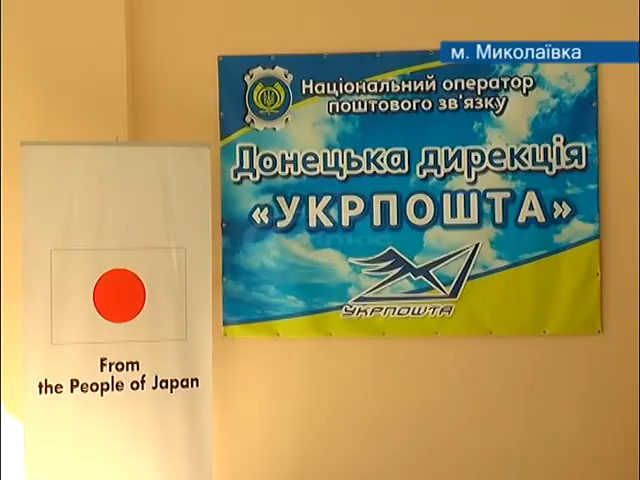 м. Миколаївка
Національний оператор
поштового зв'язку
Донецька дирекція
«УКРПОШТА»
УКРПОШТА
From
the People of Japan